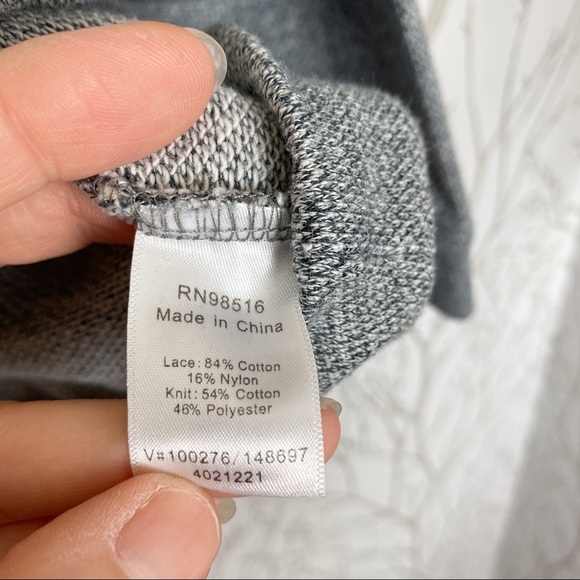 RN98516
Made in China
Lace: 84% Cotton
16% Nylon
Knit: 54% Cotton
46% Polyester
V#100276/148697
4021221